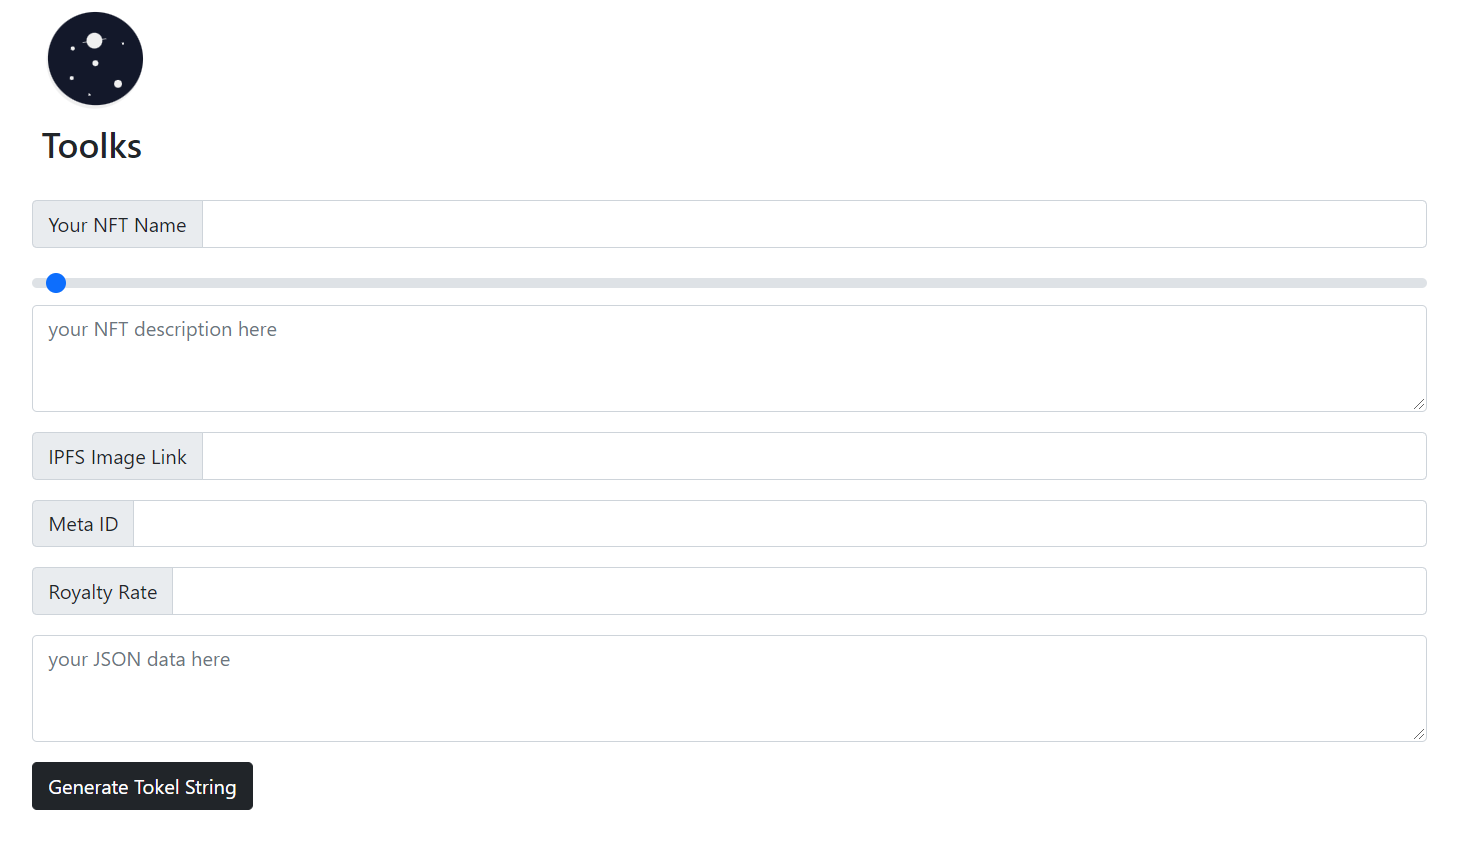 Toolks
Your NFT Name
your NFT description here
IPFS Image Link
Meta ID
Royalty Rate
your JSON data here
Generate Tokel String